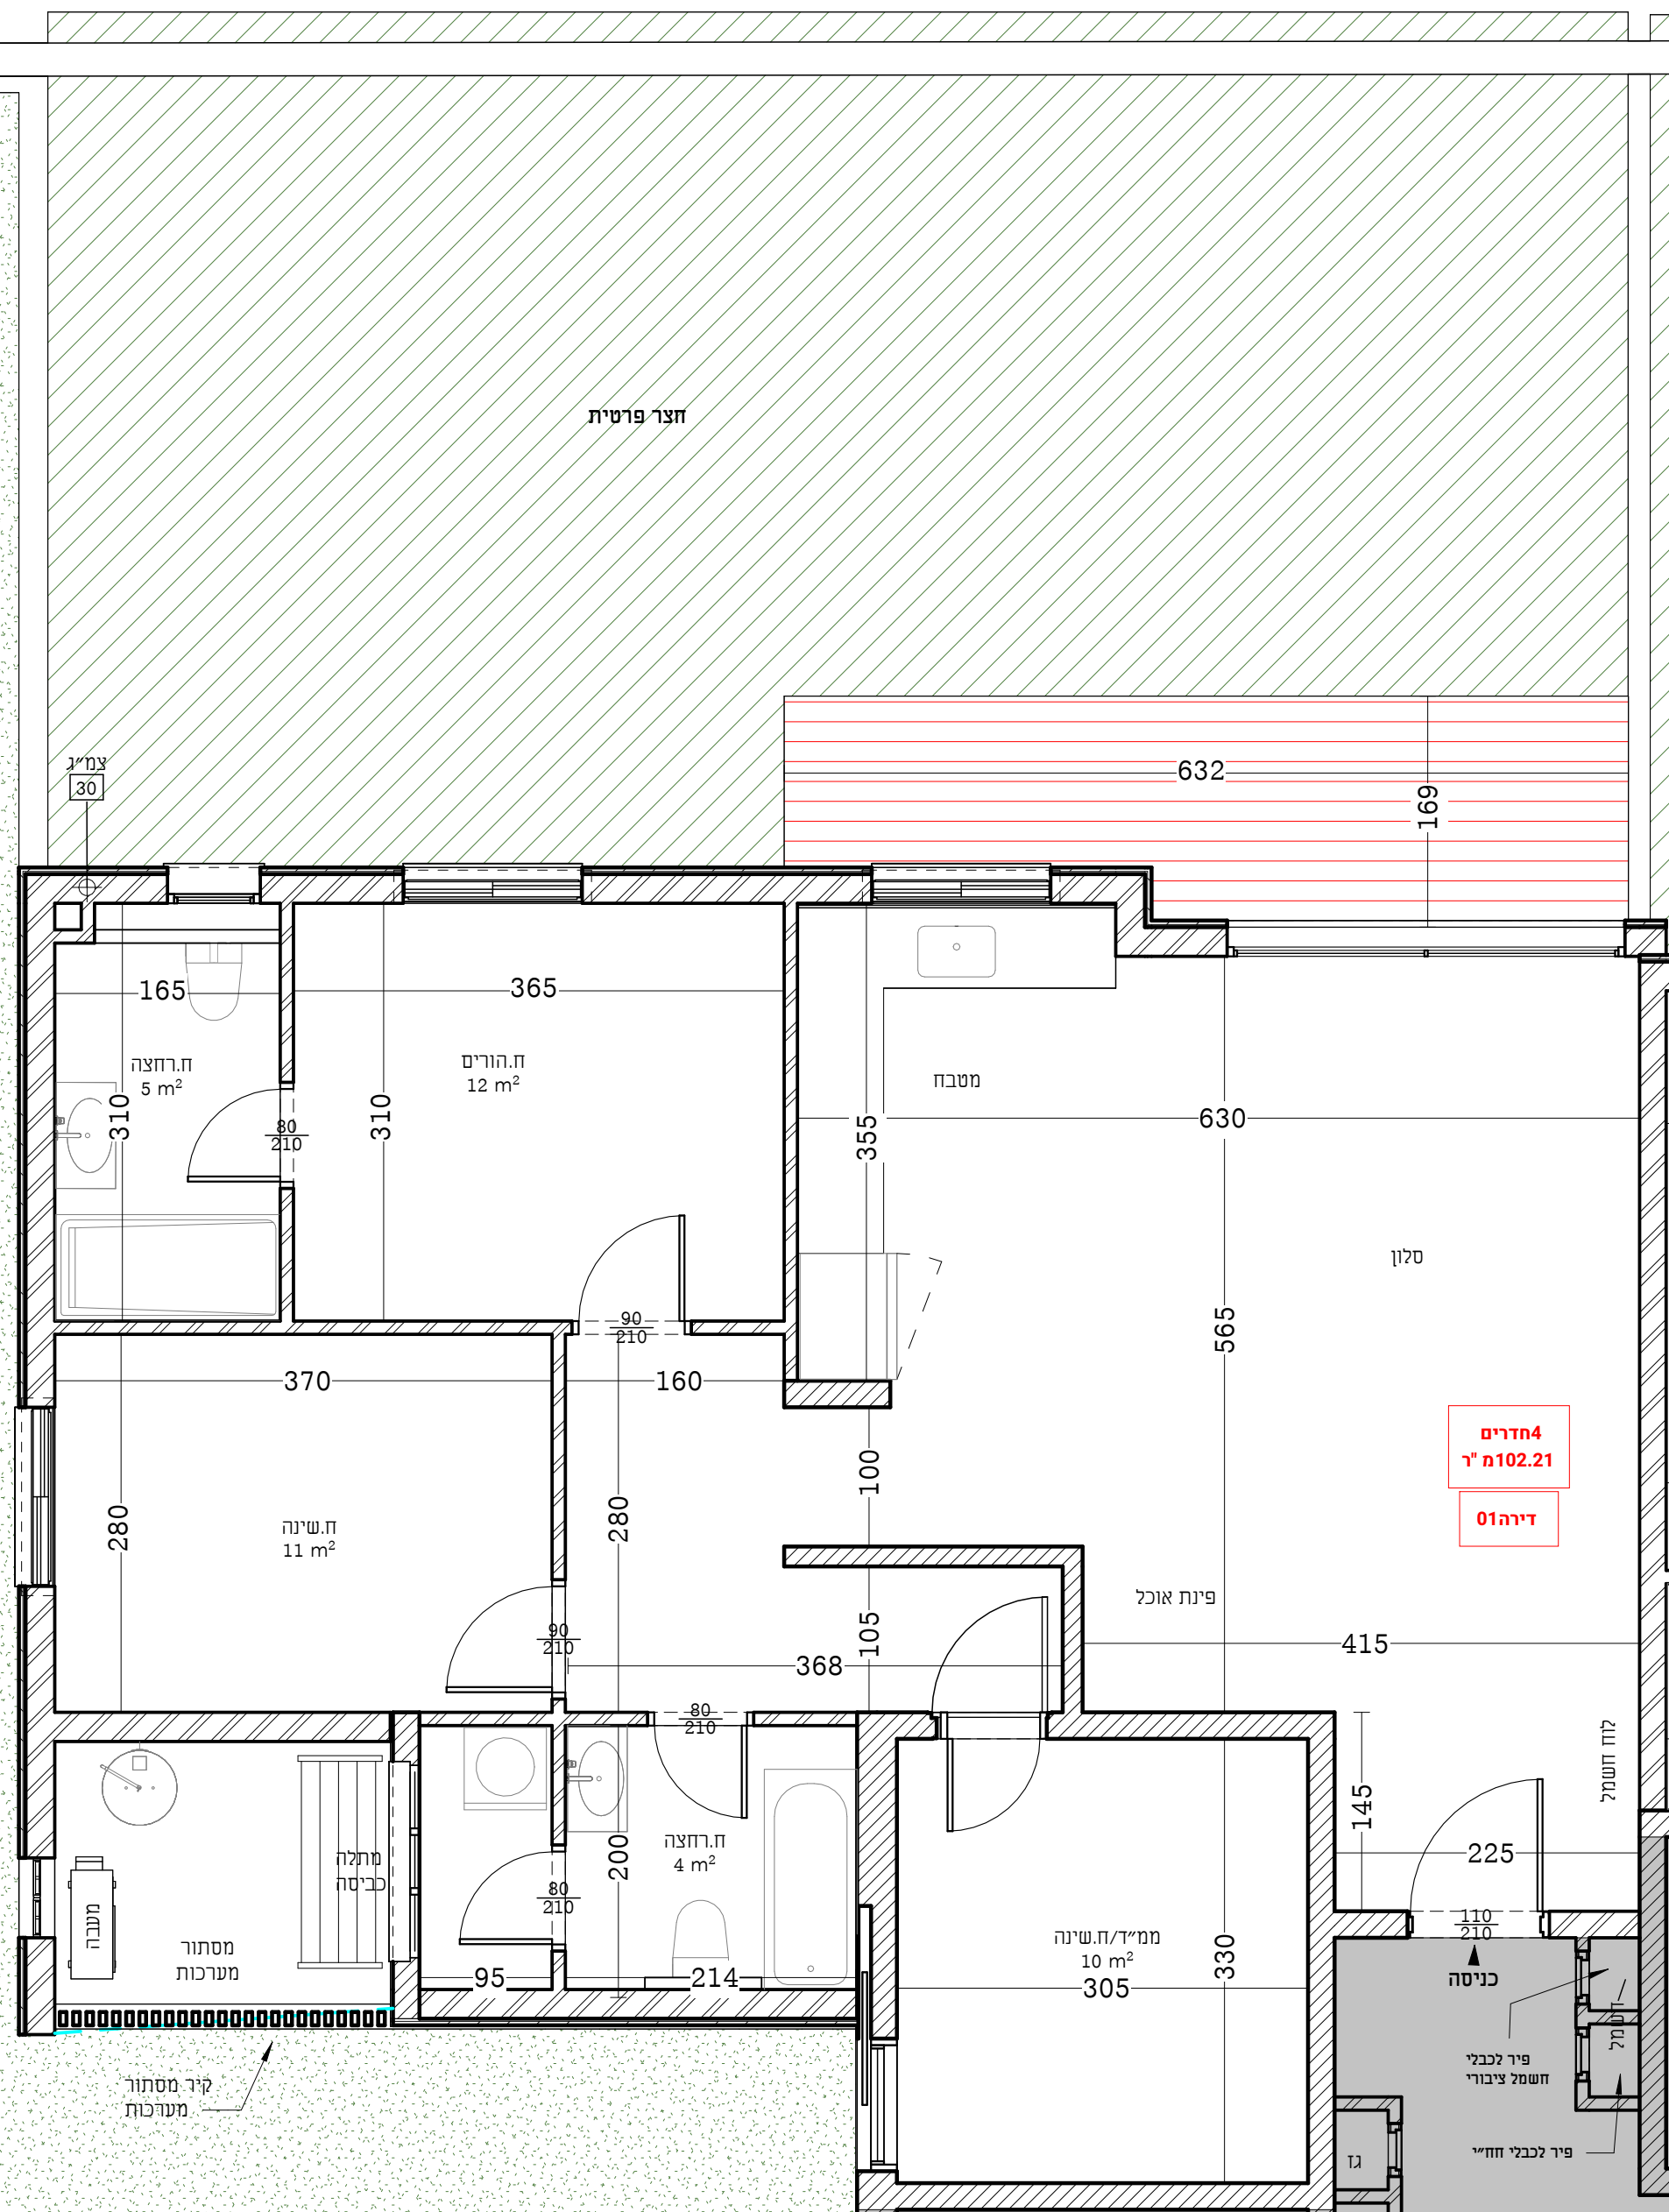 חצר פרטית
צמ״ג
30
632
169
165
365
ח.רחצה
5 m²
ח.הורים
12 m²
מטבח
310
310
355
630
80
210
סלון
565
90
210
370
160
4חדרים
102.21מ"ר
דירה01
100
280
280
ח.שינה
11 m²
פינת אוכל
105
415
90
210
368
80
210
לוח חשמל
145
ח.רחצה
4 m²
200
225
מתלה
כביסה
80
210
מעבה
110
210
מסתור
מערכות
ממ״ד/ח.שינה
10 m²
330
95
214
305
כניסה
חשמל
פיר לכבלי
חשמל ציבורי
קיר מסתור
מערכות
פיר לכבלי חח״י
גז